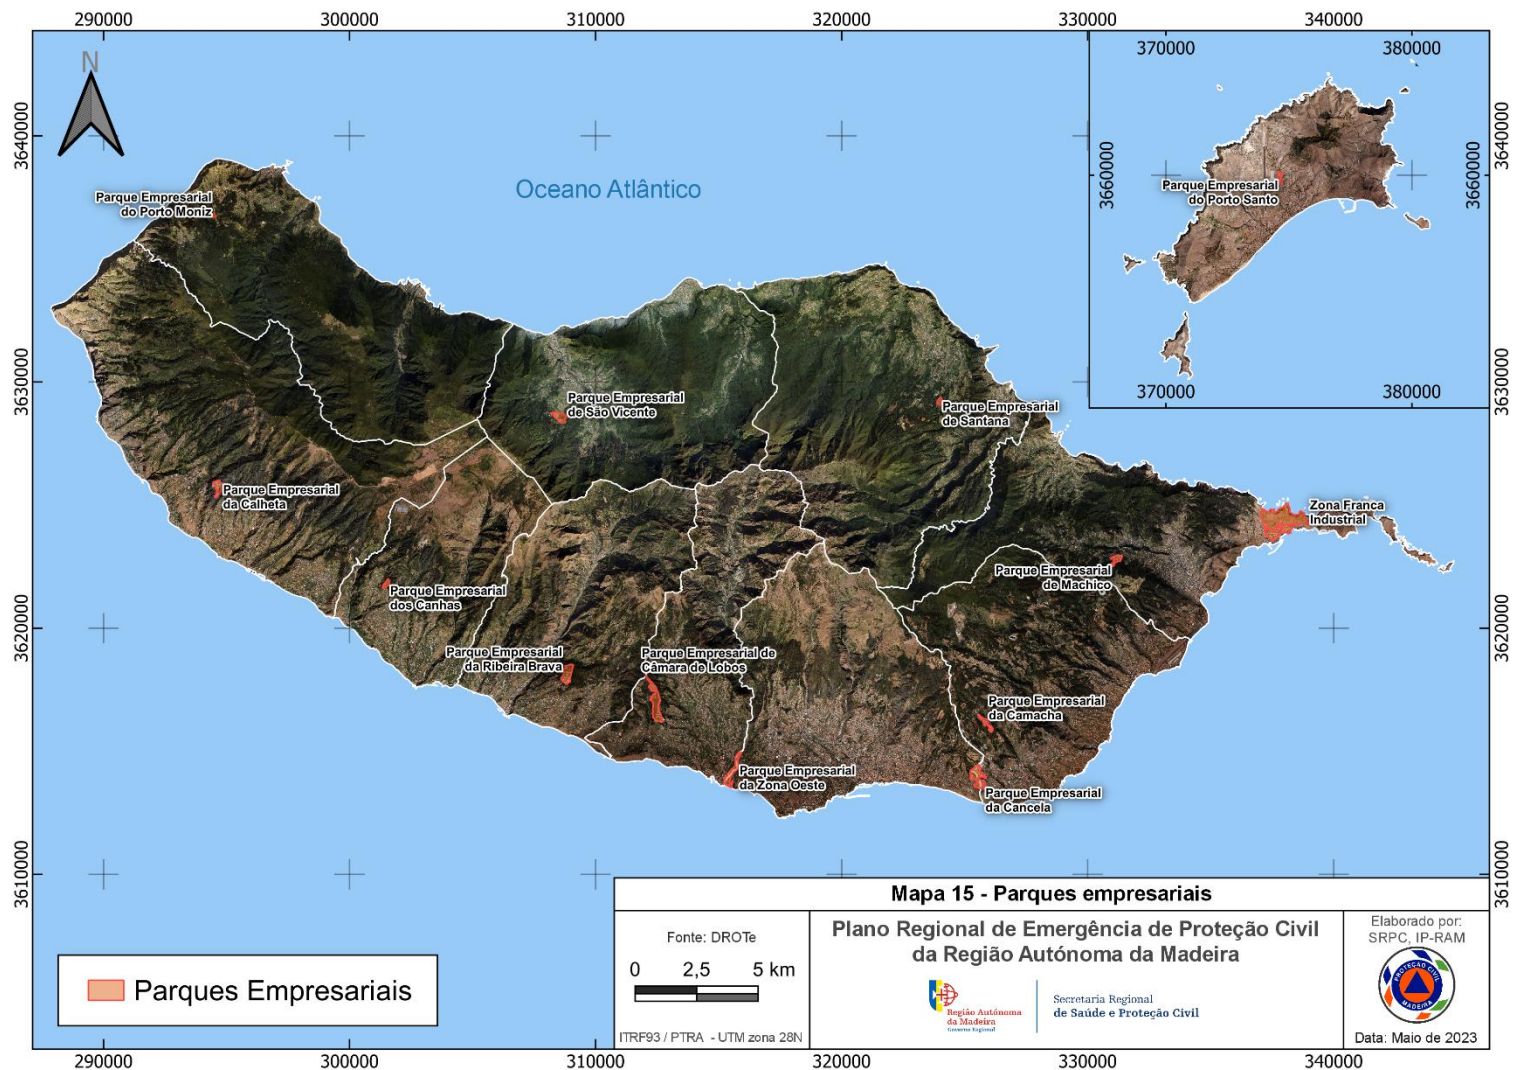 290000
300000
310000
320000
330000
340000
370000
380000
N
3640000
3640000
3660000
3660000
Oceano Atlântico
Parque Empresarial
do Porto Santo
Parque Empresarial
do Porto Moniz
3630000
3630000
370000
380000
Parque Empresarial
de São Vicente
Parque Empresarial
de Santana
Parque Empresarial
da Calheta
Zona Franca
Industrial
Parque Empresarial
de Machico
Parque Empresarial
dos Canhas
3620000
3620000
Parque Empresarial
da Ribeira Brava
Parque Empresarial de
Câmara de Lobos
Parque Empresarial
da Camacha
Parque Empresarial
da Zona Oeste
Parque Empresarial
da Cancela
3610000
3610000
Mapa 15 - Parques empresariais
Fonte: DROTe
0 2,5 5 km
ITRF93 / PTRA - UTM zona 28N
Plano Regional de Emergência de Proteção Civil
da Região Autónoma da Madeira
Região Autónoma
da Madeira
Governo Regional
Secretaria Regional
de Saúde e Proteção Civil
Elaborado por:
SRPC, IP-RAM
PROTEÇÃO CIVIL
MADEIRA
Data: Maio de 2023
Parques Empresariais
290000
300000
310000
320000
330000
340000